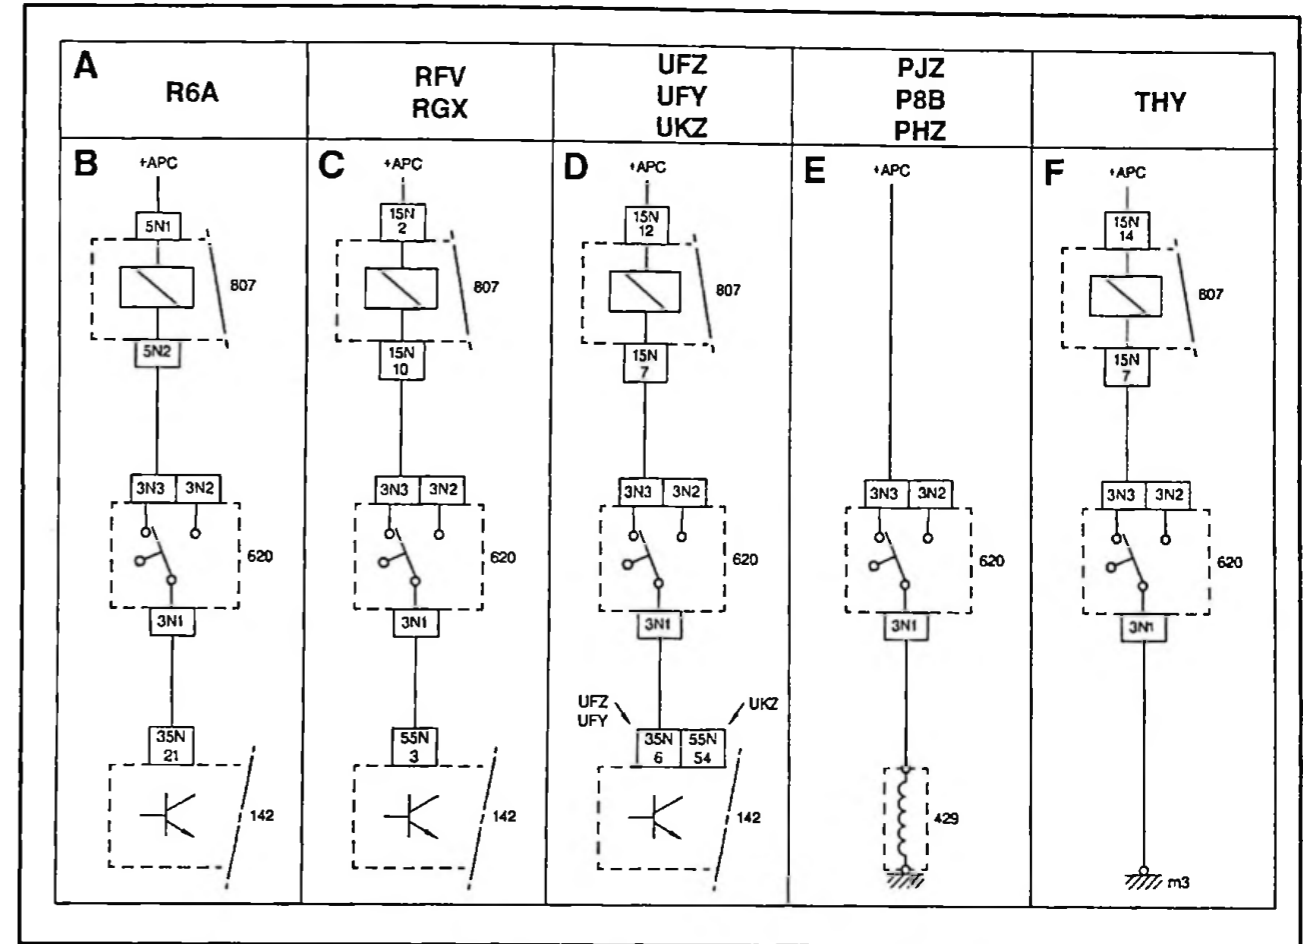 A
R6A
RFV
RGX
UFZ
UFY
UKZ
PJZ
P8B
PHZ
THY
B
+APC
5N1
807
5N2
3N3 3N2
620
3N1
35N
21
142
C
+APC
15N
2
807
15N
10
3N3 3N2
620
3N1
55N
3
142
D
+APC
15N
12
807
15N
7
3N3 3N2
620
3N1
UFZ
UFY
UKZ
35N 55N
6 54
142
E
+APC
3N3 3N2
620
3N1
429
F
+APC
15N
14
807
15N
7
3N3 3N2
620
3N1
m3